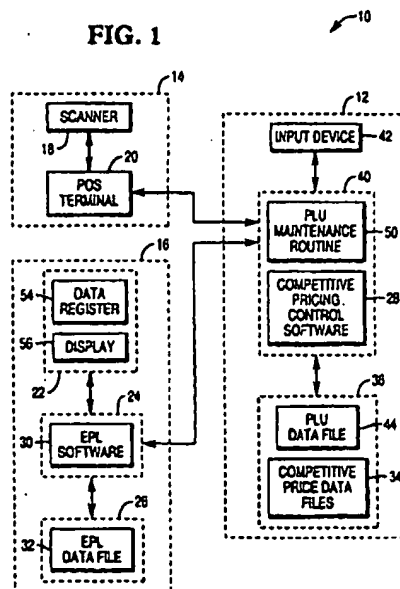 FIG. 1
10
14
SCANNER
18
20
POS
TERMINAL
12
INPUT DEVICE
42
40
PLU
MAINTENANCE
ROUTINE
50
COMPETITIVE
PRICING.
CONTROL
SOFTWARE
28
16
54
DATA
REGISTER
56
DISPLAY
22
24
30
EPL
SOFTWARE
26
32
EPL
DATA FILE
36
PLU
DATA FILE
44
COMPETITIVE
PRICE DATA
FILES
34